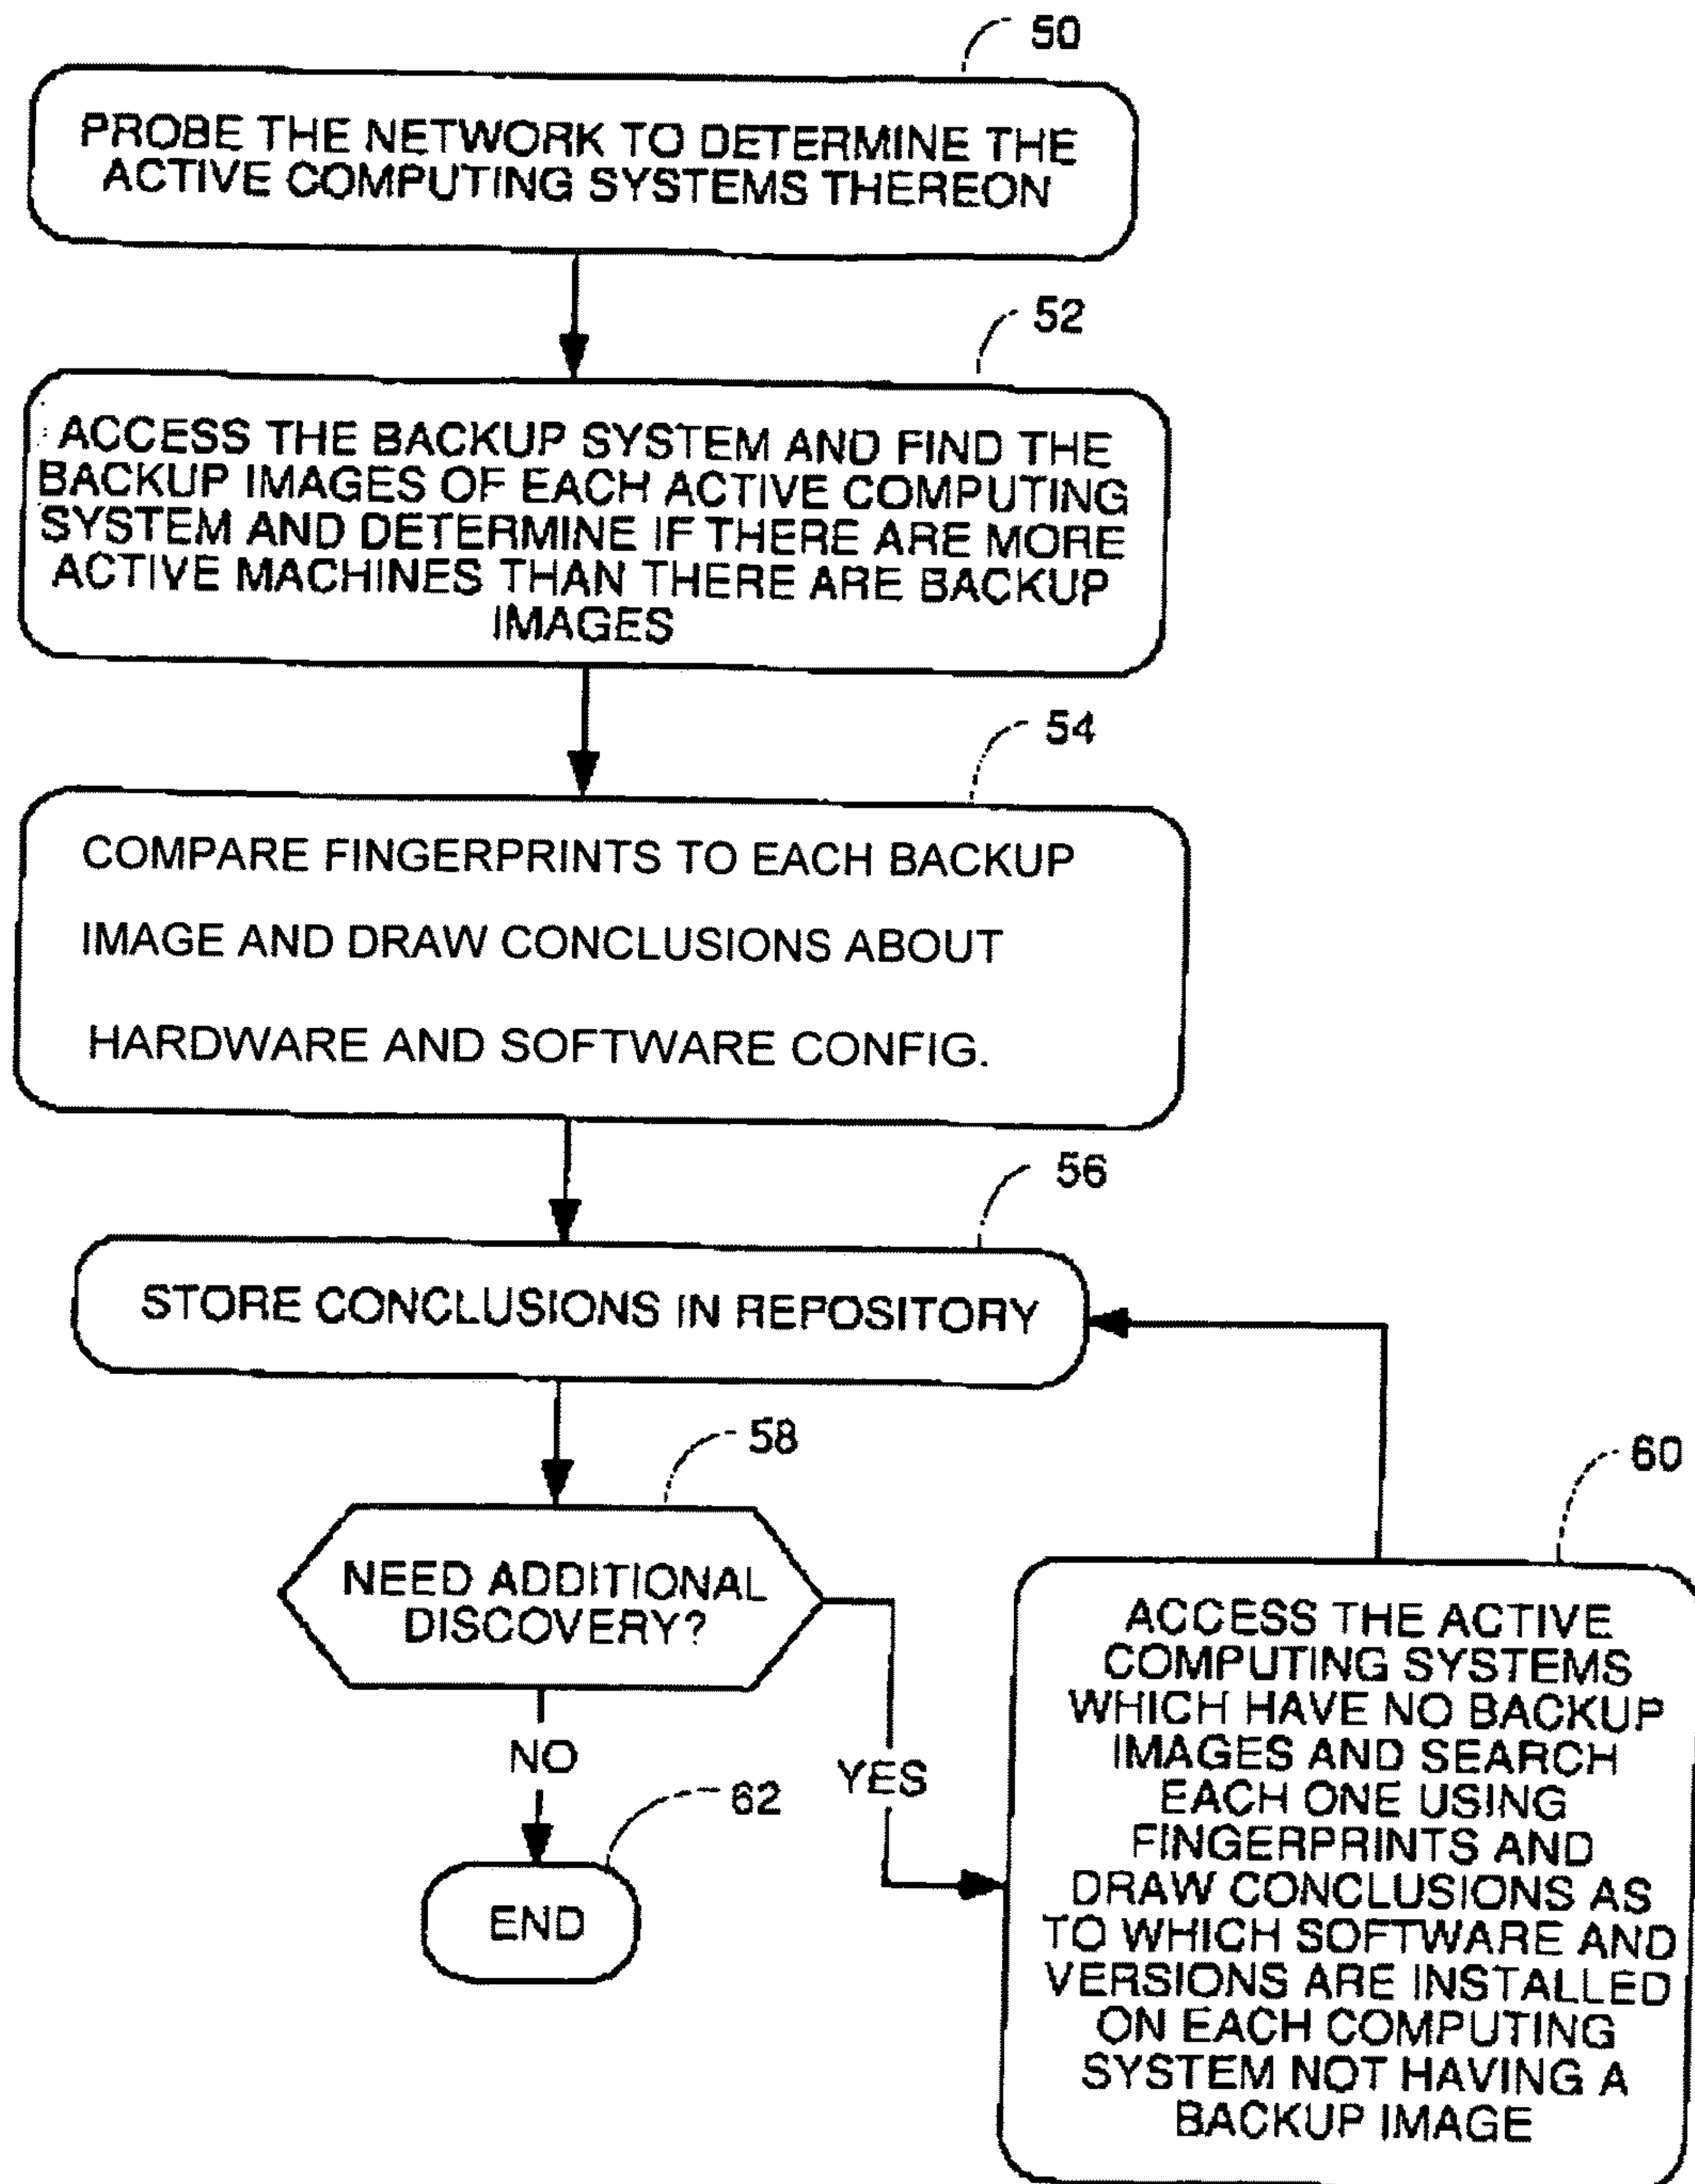 50
PROBE THE NETWORK TO DETERMINE THE
ACTIVE COMPUTING SYSTEMS THEREON
52
ACCESS THE BACKUP SYSTEM AND FIND THE
BACKUP IMAGES OF EACH ACTIVE COMPUTING
SYSTEM AND DETERMINE IF THERE ARE MORE
ACTIVE MACHINES THAN THERE ARE BACKUP
IMAGES
54
COMPARE FINGERPRINTS TO EACH BACKUP
IMAGE AND DRAW CONCLUSIONS ABOUT
HARDWARE AND SOFTWARE CONFIG.
56
STORE CONCLUSIONS IN REPOSITORY
58
NEED ADDITIONAL
DISCOVERY?
NO
YES
62
END
60
ACCESS THE ACTIVE
COMPUTING SYSTEMS
WHICH HAVE NO BACKUP
IMAGES AND SEARCH
EACH ONE USING
FINGERPRINTS AND
DRAW CONCLUSIONS AS
TO WHICH SOFTWARE AND
VERSIONS ARE INSTALLED
ON EACH COMPUTING
SYSTEM NOT HAVING A
BACKUP IMAGE